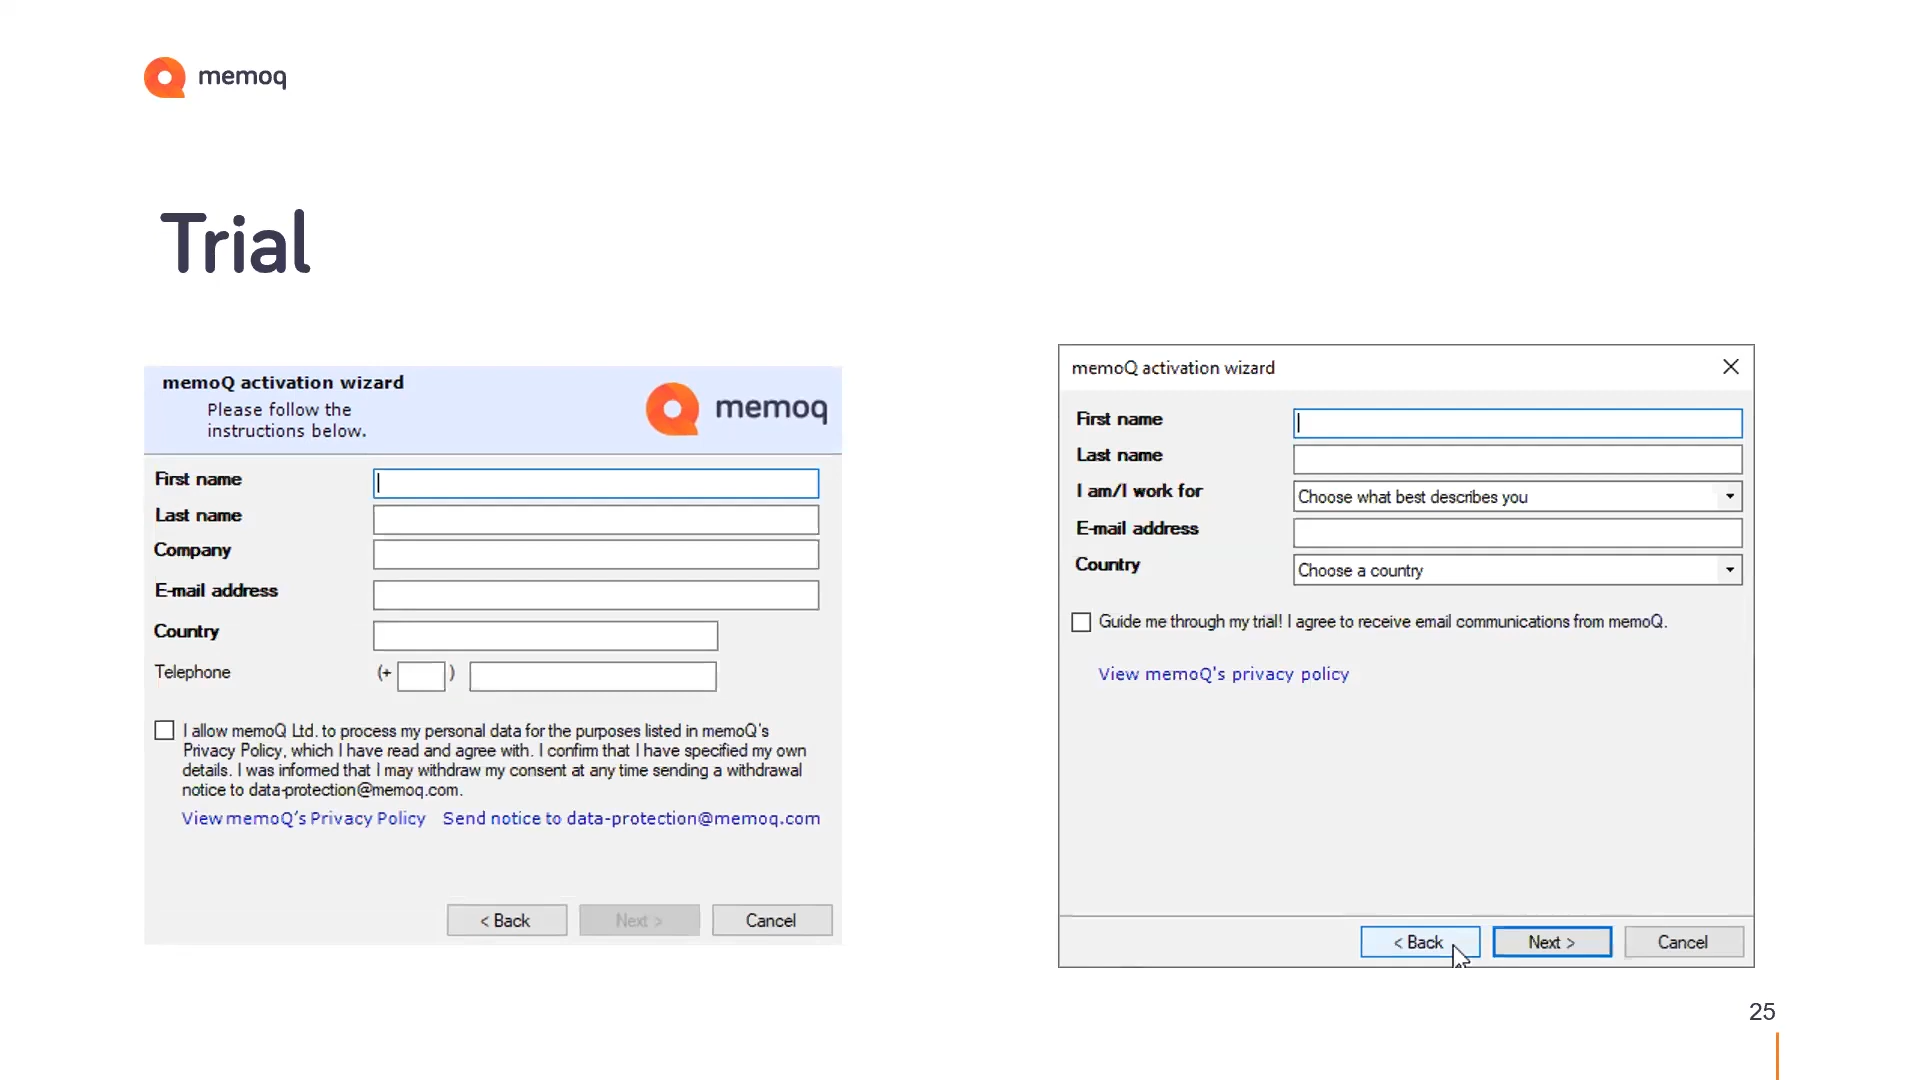 memoq
Trial
memoQ activation wizard
Please follow the
instructions below.
memoq
First name
Last name
Company
E-mail address
Country
Telephone (+ )
I allow memoQ Ltd. to process my personal data for the purposes listed in memoQ's
Privacy Policy, which I have read and agree with. I confirm that I have specified my own
details. I was informed that I may withdraw my consent at any time sending a withdrawal
notice to data-protection@memoq.com.
View memoQ's Privacy Policy Send notice to data-protection@memoq.com
< Back Next > Cancel
memoQ activation wizard
First name
Last name
I am/I work for Choose what best describes you
E-mail address
Country Choose a country
Guide me through my trial! I agree to receive email communications from memoQ.
View memoQ's privacy policy
< Back Next > Cancel
25